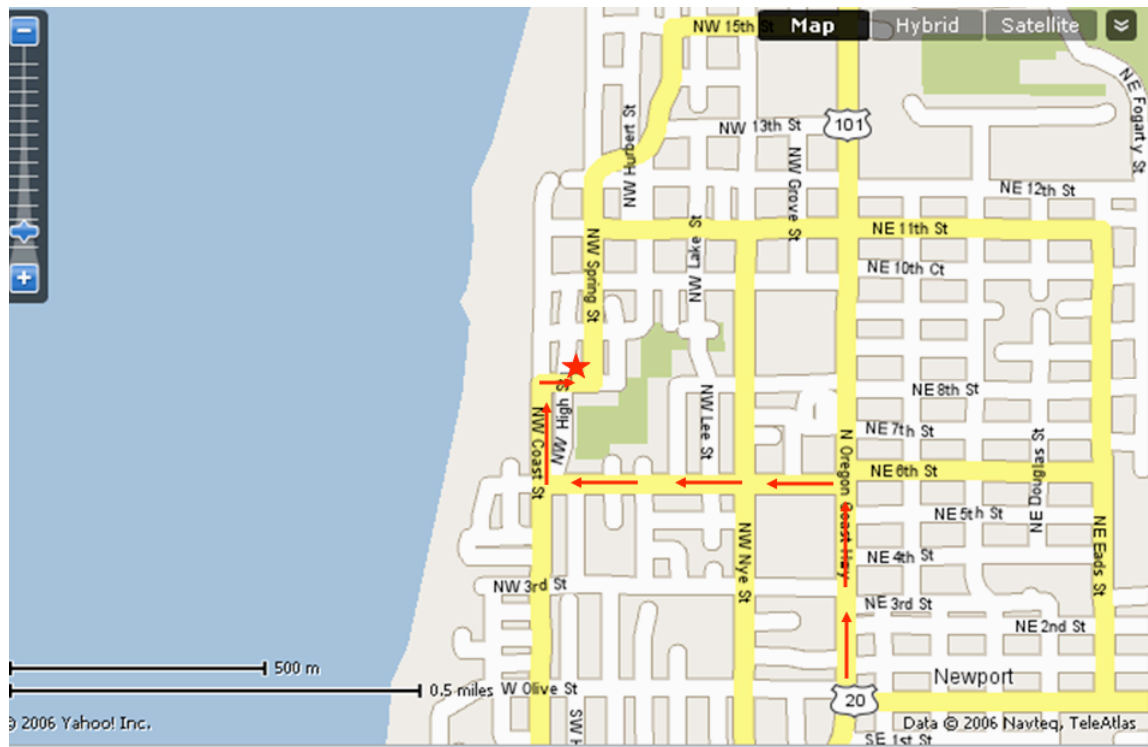 NW 15th St
Map
Hybrid
Satellite
NE Fogarty St
NW 13th St
101
NW Hurbert St
NW Grove St
NE 12th St
NW Lake St
NE 11th St
NW Spring St
NE 10th Ct
NW High St
NE 8th St
NW Coast St
NW Lee St
N Oregon Coast Hwy
NE 7th St
NE Douglas St
NE 6th St
NE 5th St
NW Nye St
NE Eads St
NE 4th St
NW 3rd St
NE 3rd St
NE 2nd St
500 m
Newport
0.5 miles
W Olive St
20
SW H
© 2006 Yahoo! Inc.
Data © 2006 Navteq, TeleAtlas
SE 1st St